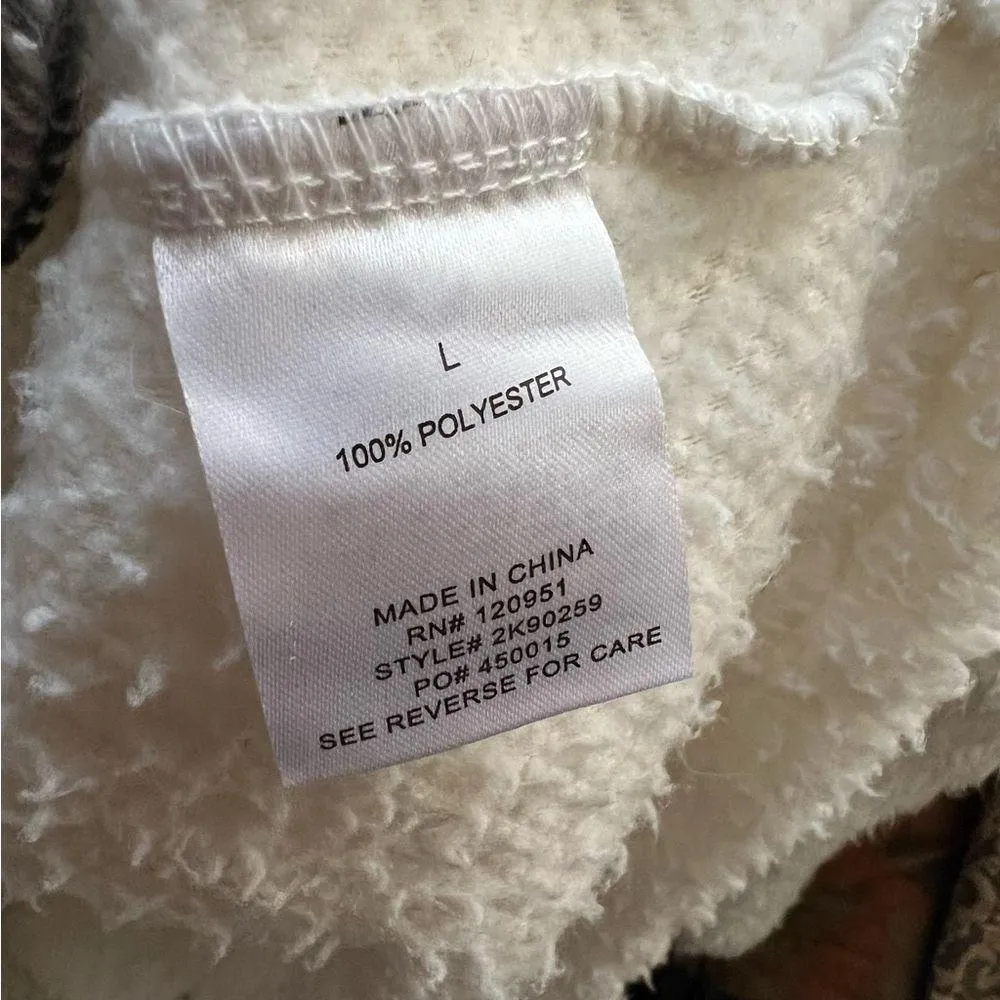 L
100% POLYESTER
MADE IN CHINA
RN# 120951
STYLE# 2K90259
PO# 450015
SEE REVERSE FOR CARE